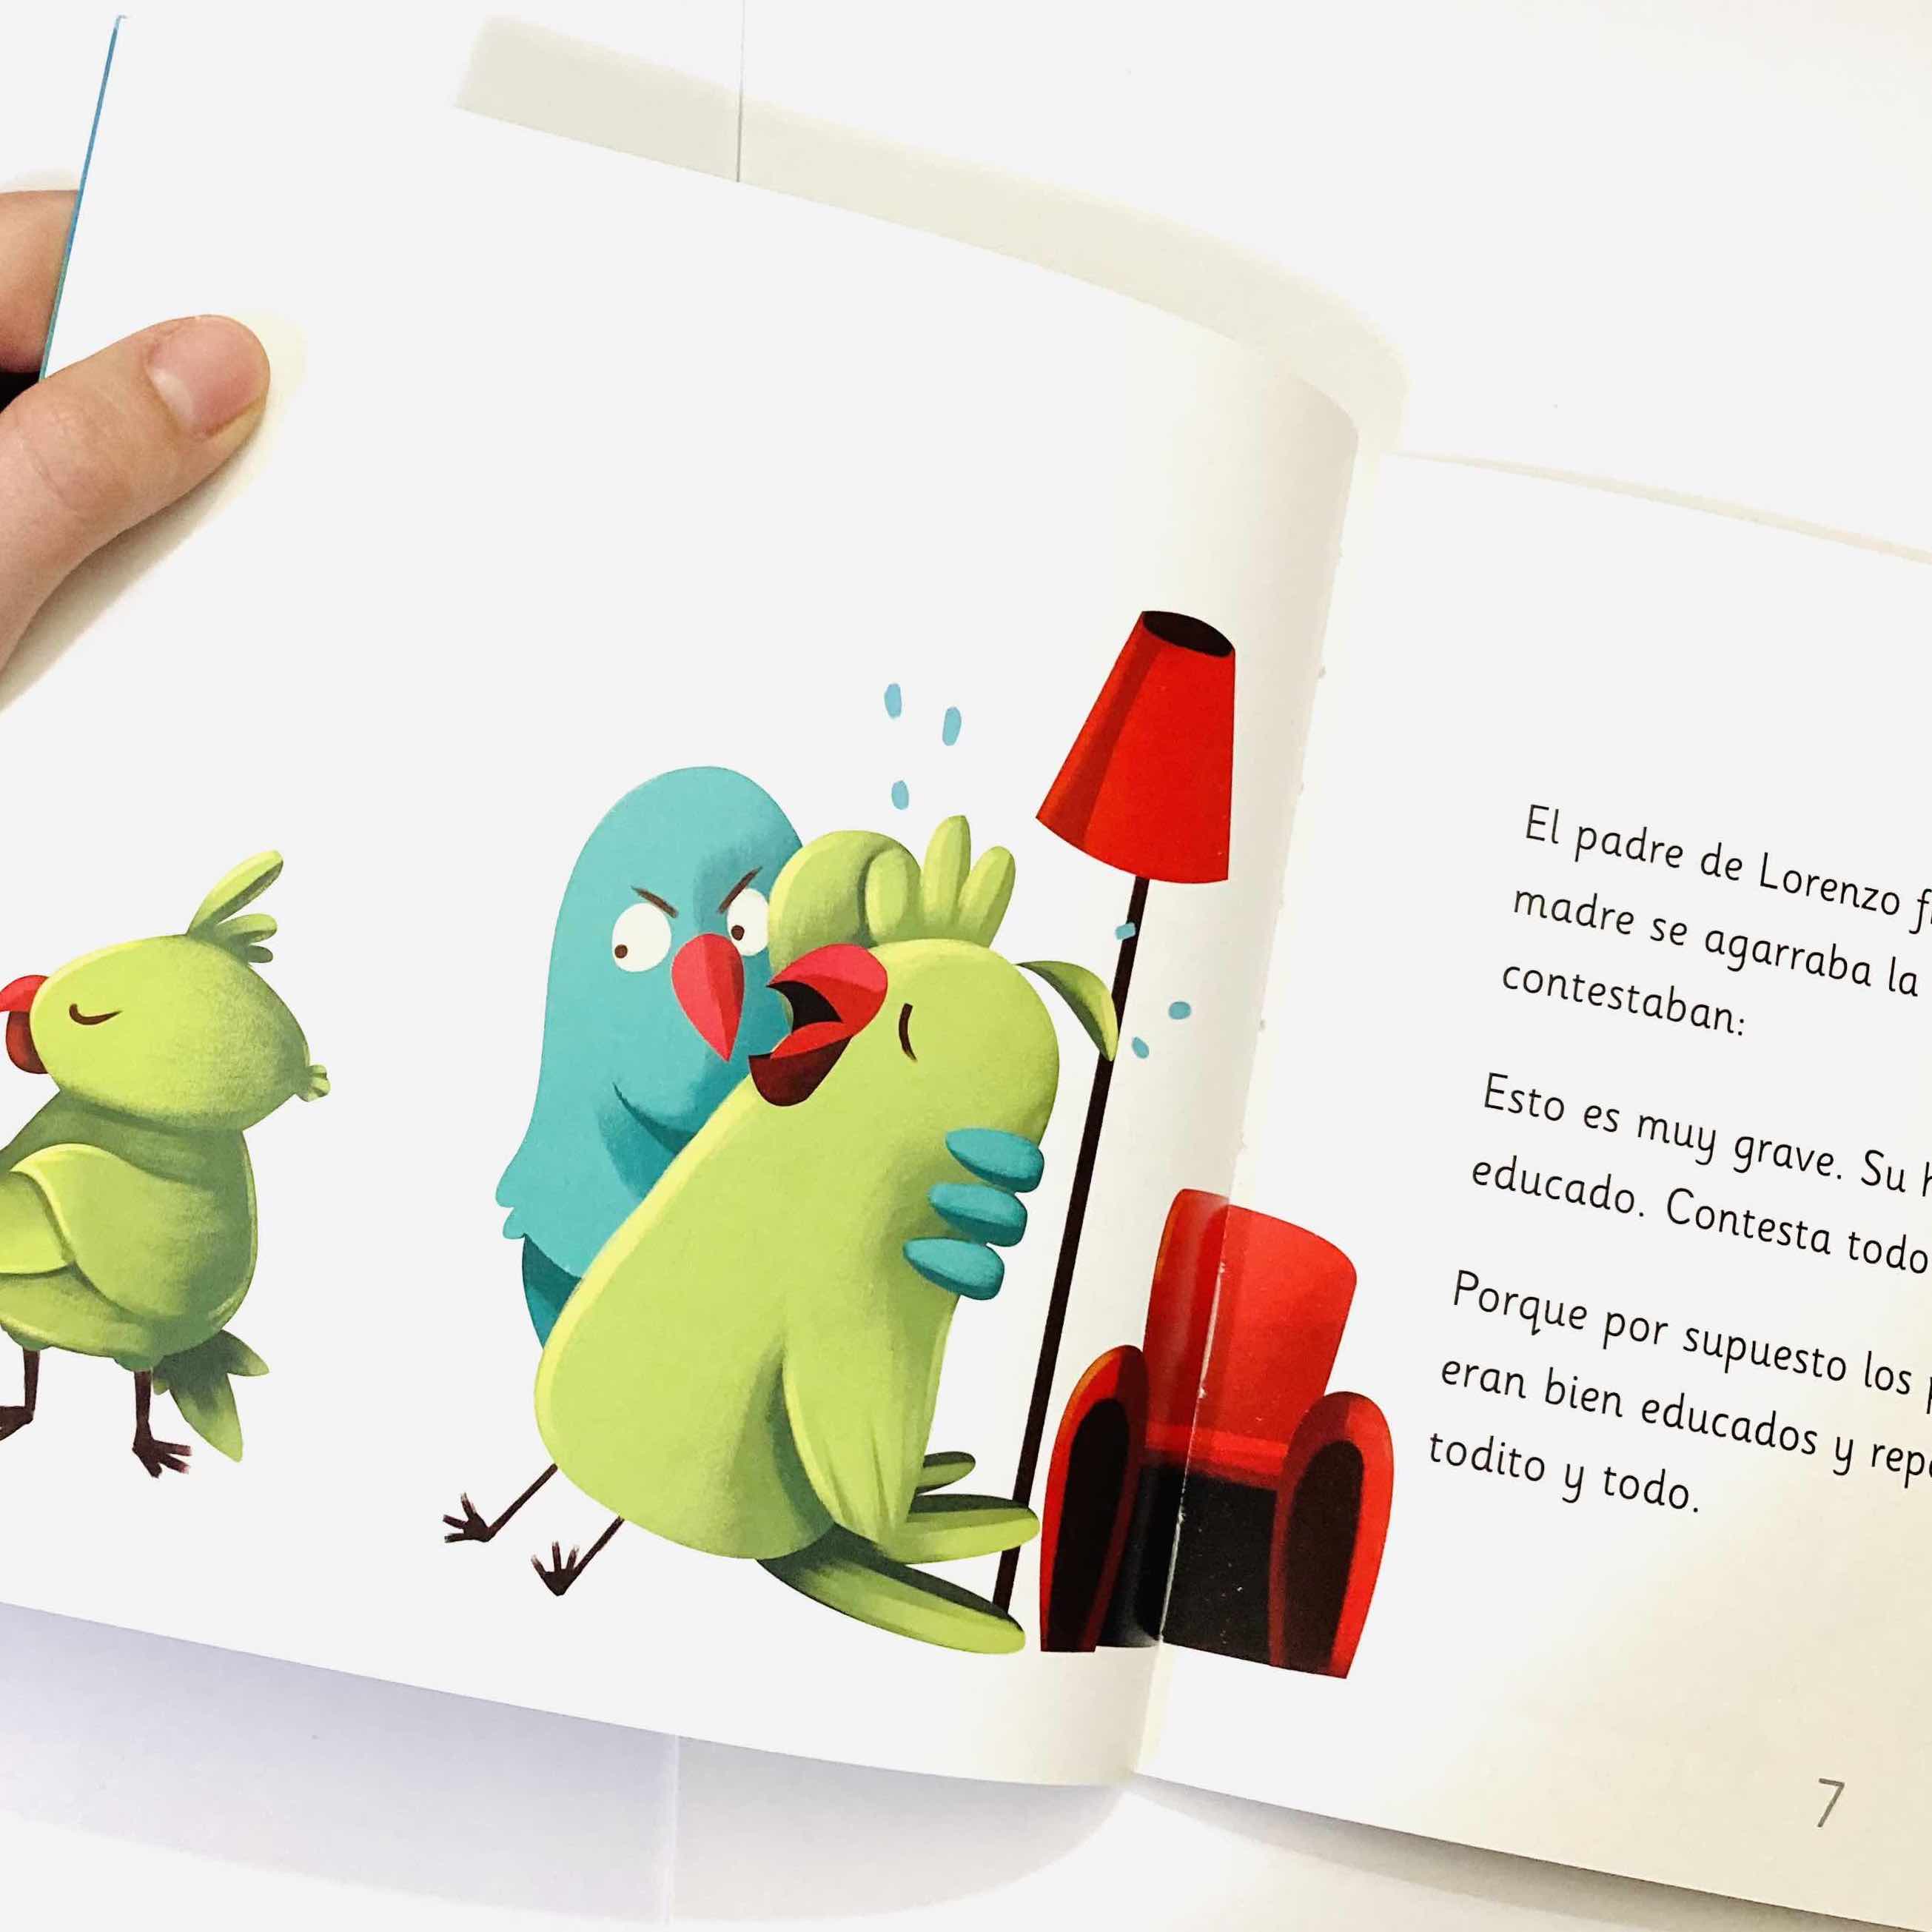 El padre de Lorenzo
madre se agarraba la
contestaban:
Esto es muy grave. Su
educado. Contesta todo
Porque por supuesto los
eran bien educados y
todito y todo.
7